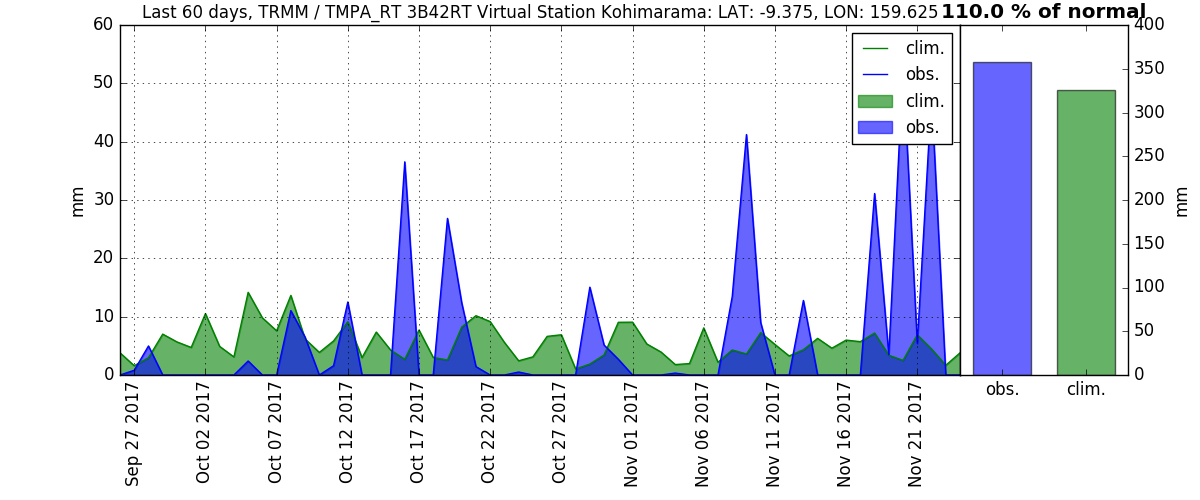 Last 60 days, TRMM / TMPA_RT 3B42RT Virtual Station Kohimarama: LAT: -9.375, LON: 159.625
110.0 % of normal
60
50
40
30
20
10
0
mm
clim.
obs.
clim.
obs.
Sep 27 2017
Oct 02 2017
Oct 07 2017
Oct 12 2017
Oct 17 2017
Oct 22 2017
Oct 27 2017
Nov 01 2017
Nov 06 2017
Nov 11 2017
Nov 16 2017
Nov 21 2017
400
350
300
250
200
150
100
50
0
mm
obs.
clim.